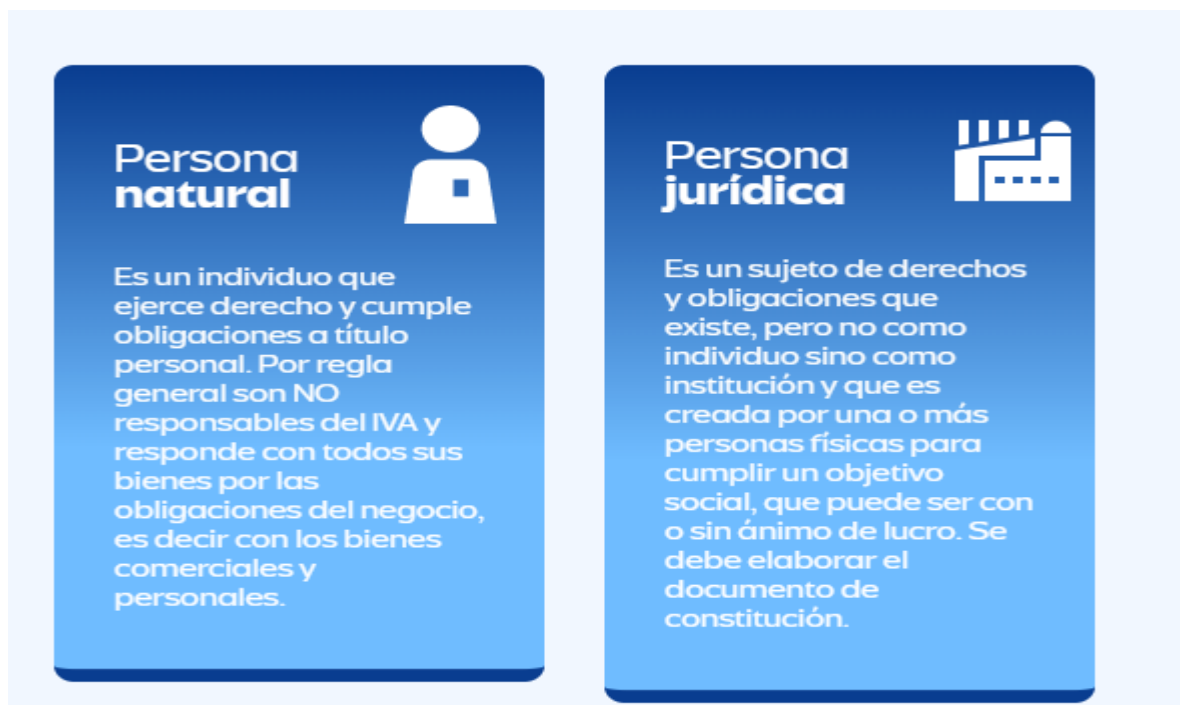 Persona
natural
Es un individuo que
ejerce derecho y cumple
obligaciones a título
personal. Por regla
general son NO
responsables del IVA y
responde con todos sus
bienes por las
obligaciones del negocio,
es decir con los bienes
comerciales y
personales.
Persona
jurídica
Es un sujeto de derechos
y obligaciones que
existe, pero no como
individuo sino como
institución y que es
creada por una o más
personas físicas para
cumplir un objetivo
social, que puede ser con
o sin ánimo de lucro. Se
debe elaborar el
documento de
constitución.